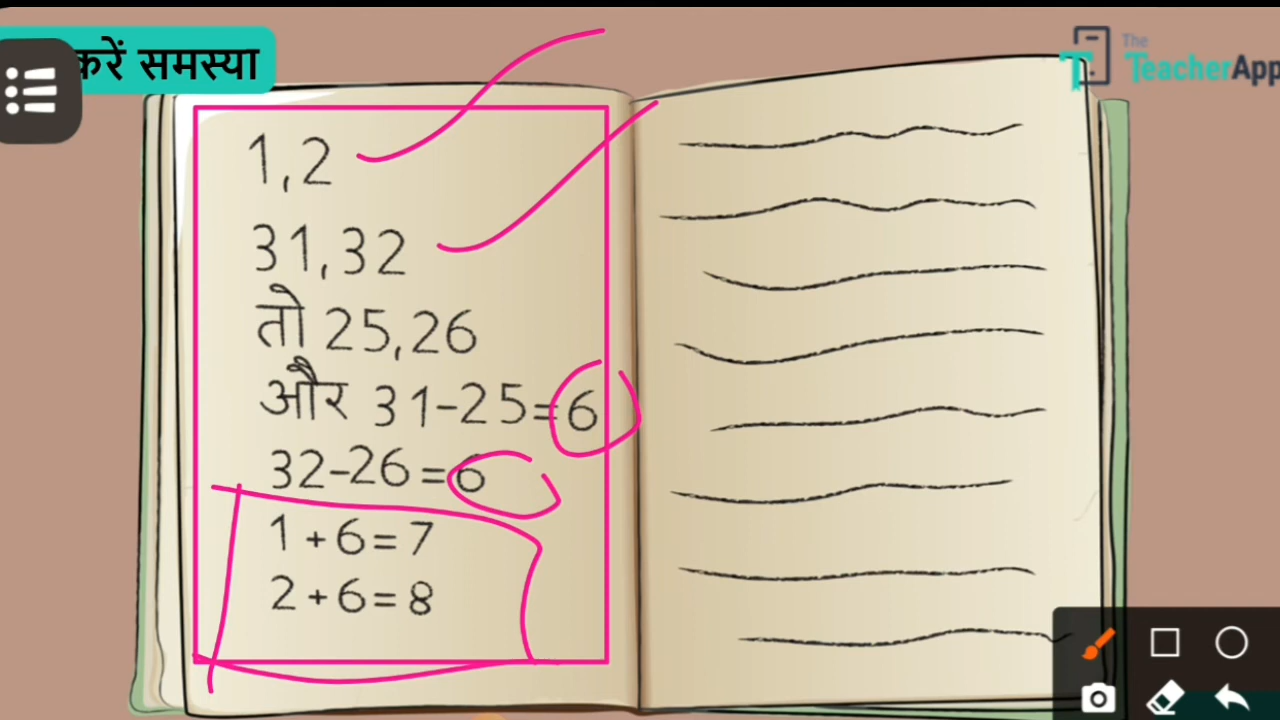 करें समस्या
The
TeacherApp
1,2
31,32
तो 25,26
और 31-25=6
32-26=6
1+6=7
2+6=8